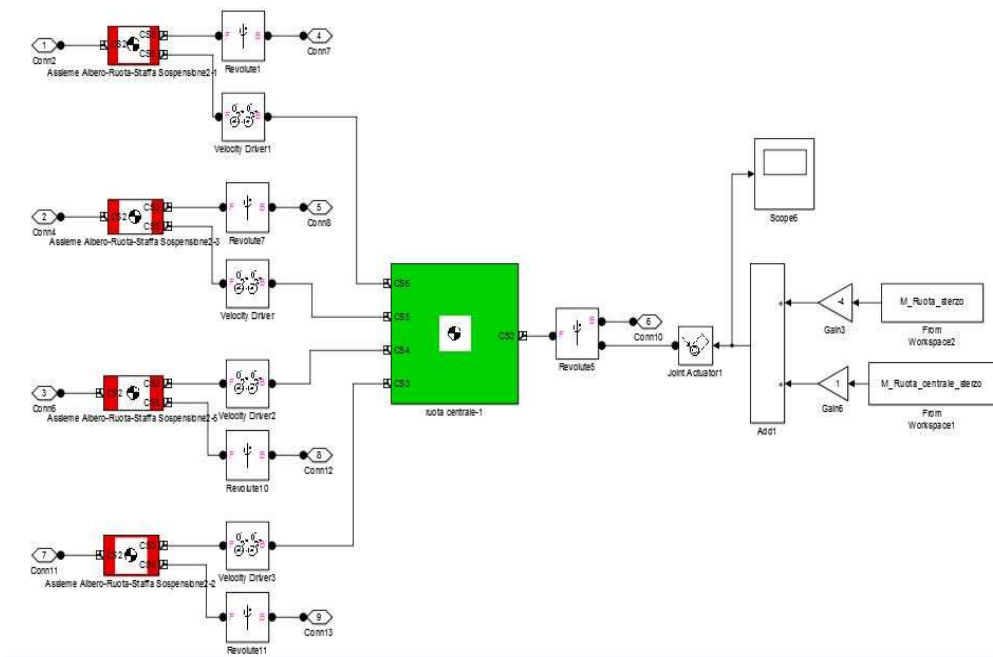 1
Conn2
CS2
CS4
CS5
Assieme Albero-Ruota-Staffa Sospensione2-1
F
B
Revolute1
4
Conn7
F
B
Velocity Driver1
2
Conn4
CS2
Assieme Albero-Ruota-Staffa Sospensione2-3
F
B
Revolute7
5
Conn8
F
B
Velocity Driver
3
Conn6
CS2
CS3
Assieme Albero-Ruota-Staffa Sospensione2-5
F
B
Velocity Driver2
F
B
Revolute10
8
Conn12
7
Conn11
CS2
Assieme Albero-Ruota-Staffa Sospensione2-2
F
B
Velocity Driver3
F
B
Revolute11
9
Conn13
CS6
CS5
CS4
CS3
CS2
ruota centrale-1
F
B
Revolute5
6
Conn10
Joint Actuator1
Scope6
+
+
Add1
-4
Gain3
M_Ruota_sterzo
From
Workspace2
1
Gain6
M_Ruota_centrale_sterzo
From
Workspace1